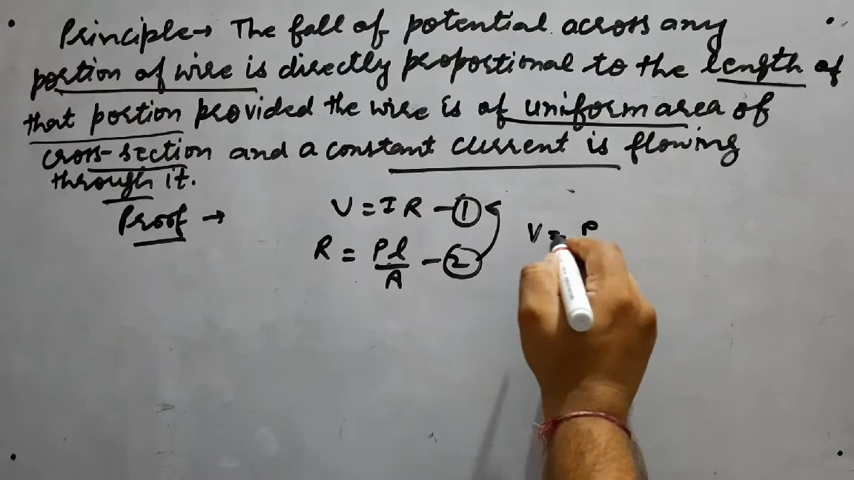 Principle→ The fall of potential across any
portion of wire is directly proportional to the length of
that portion provided the wire is of uniform area of
cross-section and a constant current is flowing
through it.
Proof →
V = I R - ①
R = ρl/A - ②
V = ρ